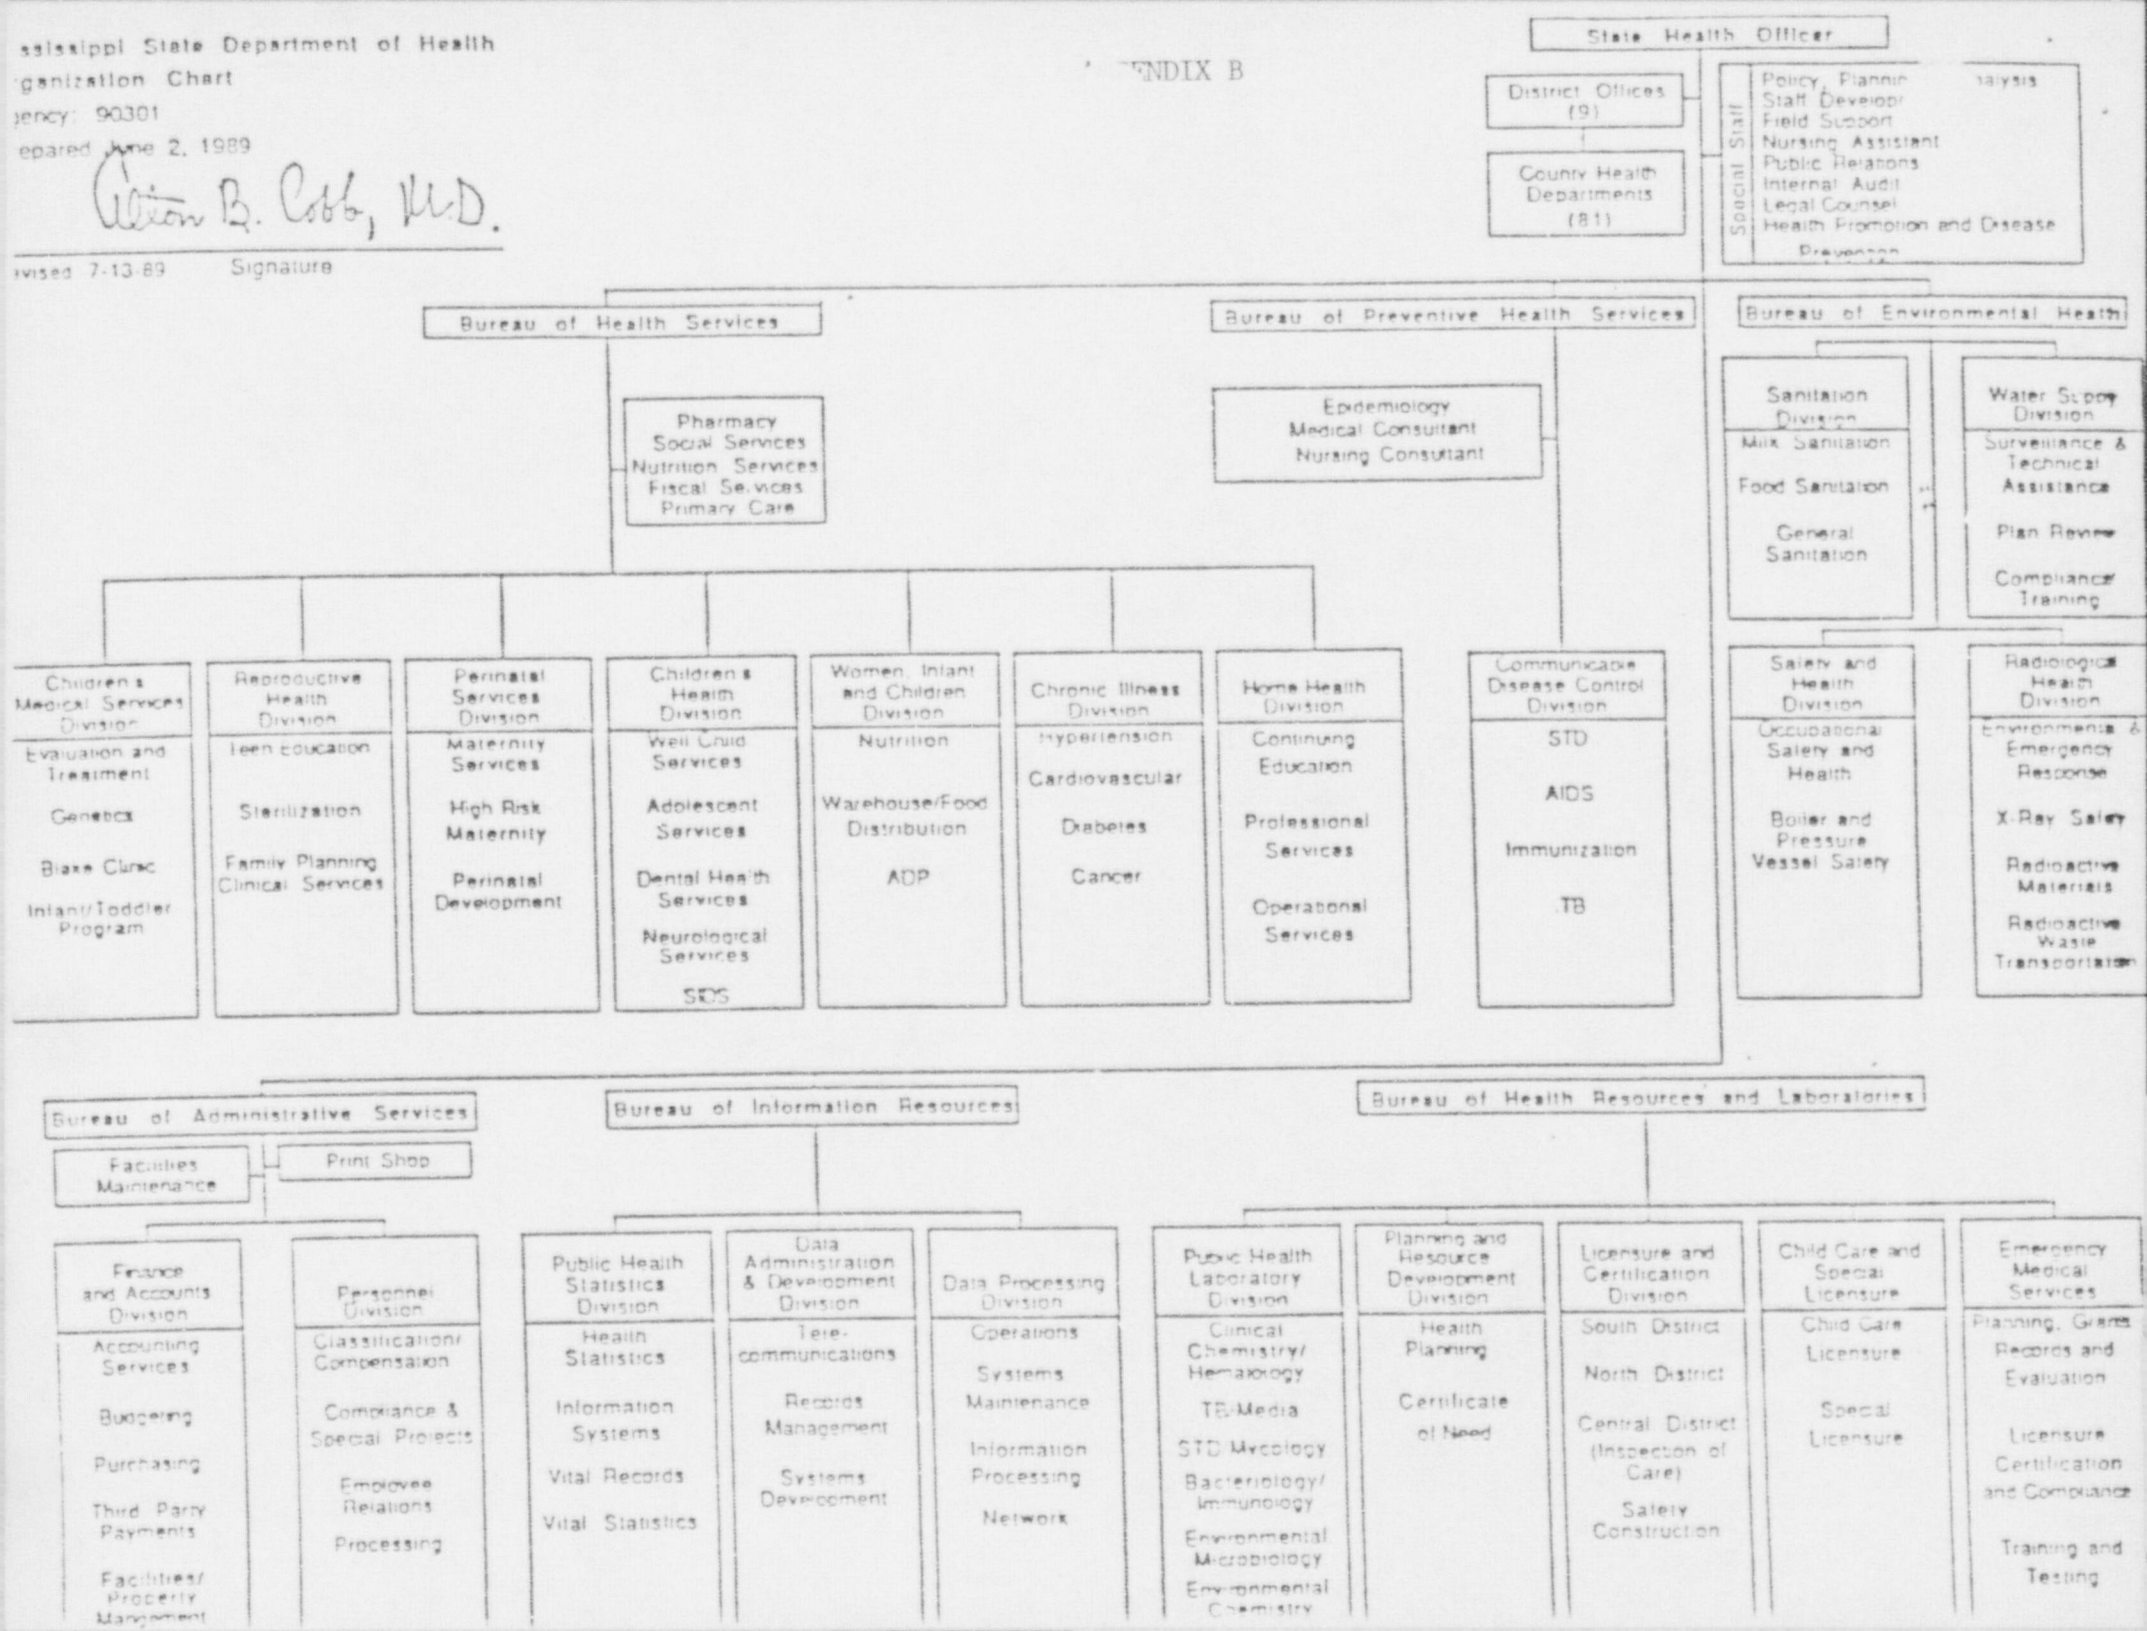 ssissippi State Department of Health
ganization Chart
ency: 90301
epared June 2, 1989
Alton B. Cobb, M.D.
vised 7-13-89 Signature
ENDIX B
State Health Officer
District Offices
(9)
County Health
Departments
(81)
Special Staff
Policy, Plannin alysis
Staff Develop
Field Support
Nursing Assistant
Public Relations
Internal Audit
Legal Counsel
Health Promotion and Disease
Prevention
Bureau of Health Services
Bureau of Preventive Health Services
Bureau of Environmental Health
Pharmacy
Social Services
Nutrition Services
Fiscal Services
Primary Care
Epidemiology
Medical Consultant
Nursing Consultant
Sanitation
Division
Milk Sanitation
Food Sanitation
General
Sanitation
Water Supply
Division
Surveillance &
Technical
Assistance
Plan Review
Compliance/
Training
Children's
Medical Services
Division
Evaluation and
Treatment
Genetics
Blake Clinic
Infant/Toddler
Program
Reproductive
Health
Division
Teen Education
Sterilization
Family Planning
Clinical Services
Perinatal
Services
Division
Maternity
Services
High Risk
Maternity
Perinatal
Development
Children's
Health
Division
Well Child
Services
Adolescent
Services
Dental Health
Services
Neurological
Services
SIDS
Women, Infant
and Children
Division
Nutrition
Warehouse/Food
Distribution
ADP
Chronic Illness
Division
Hypertension
Cardiovascular
Diabetes
Cancer
Home Health
Division
Continuing
Education
Professional
Services
Operational
Services
Communicable
Disease Control
Division
STD
AIDS
Immunization
TB
Safety and
Health
Division
Occupational
Safety and
Health
Boiler and
Pressure
Vessel Safety
Radiological
Health
Division
Environmental &
Emergency
Response
X-Ray Safety
Radioactive
Materials
Radioactive
Waste
Transportation
Bureau of Administrative Services
Bureau of Information Resources
Bureau of Health Resources and Laboratories
Facilities
Maintenance
Print Shop
Finance
and Accounts
Division
Accounting
Services
Budgeting
Purchasing
Third Party
Payments
Facilities/
Property
Mangement
Personnel
Division
Classification/
Compensation
Compliance &
Special Projects
Employee
Relations
Processing
Public Health
Statistics
Division
Health
Statistics
Information
Systems
Vital Records
Vital Statistics
Data
Administration
& Development
Division
Tele-
communications
Records
Management
Systems
Development
Data Processing
Division
Operations
Systems
Maintenance
Information
Processing
Network
Public Health
Laboratory
Division
Clinical
Chemistry/
Hematology
TB/Media
STD/Mycology
Bacteriology/
Immunology
Environmental
Microbiology
Environmental
Chemistry
Planning and
Resource
Development
Division
Health
Planning
Certificate
of Need
Licensure and
Certification
Division
South District
North District
Central District
(Inspection of
Care)
Safety
Construction
Child Care and
Special
Licensure
Child Care
Licensure
Special
Licensure
Emergency
Medical
Services
Planning, Grants
Records and
Evaluation
Licensure
Certification
and Compliance
Training and
Testing